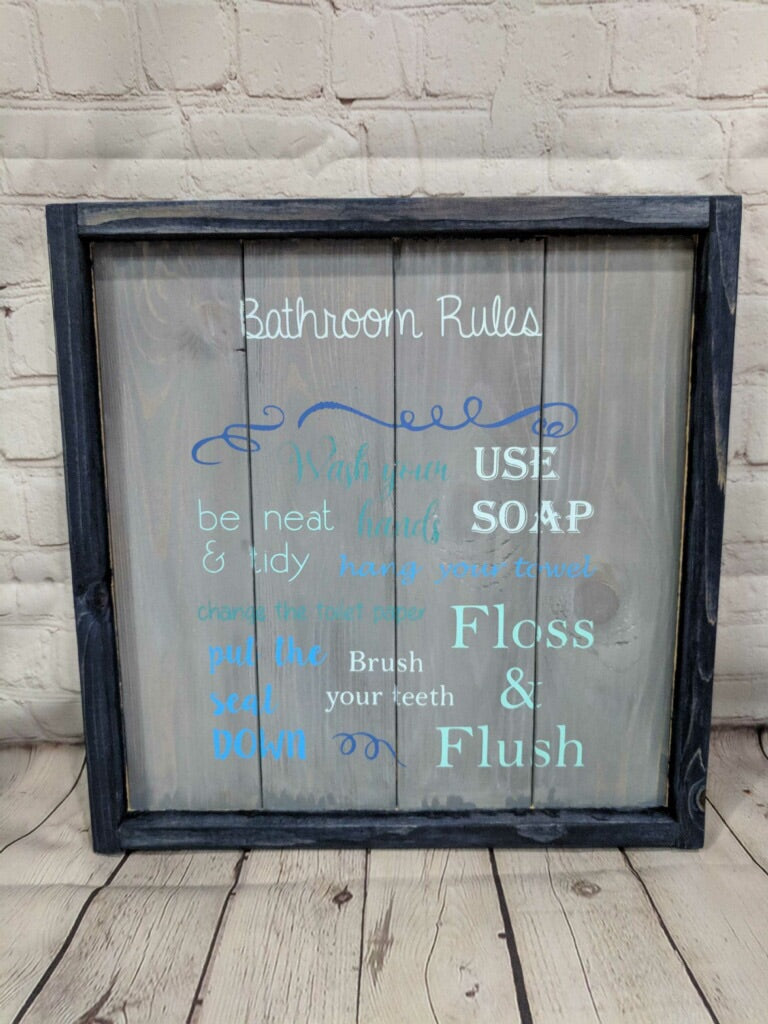 Bathroom Rules
Wash your
hands
USE
SOAP
be neat
& tidy
hang your towel
change the toilet paper
put the
seat
DOWN
Brush
your teeth
Floss
&
Flush